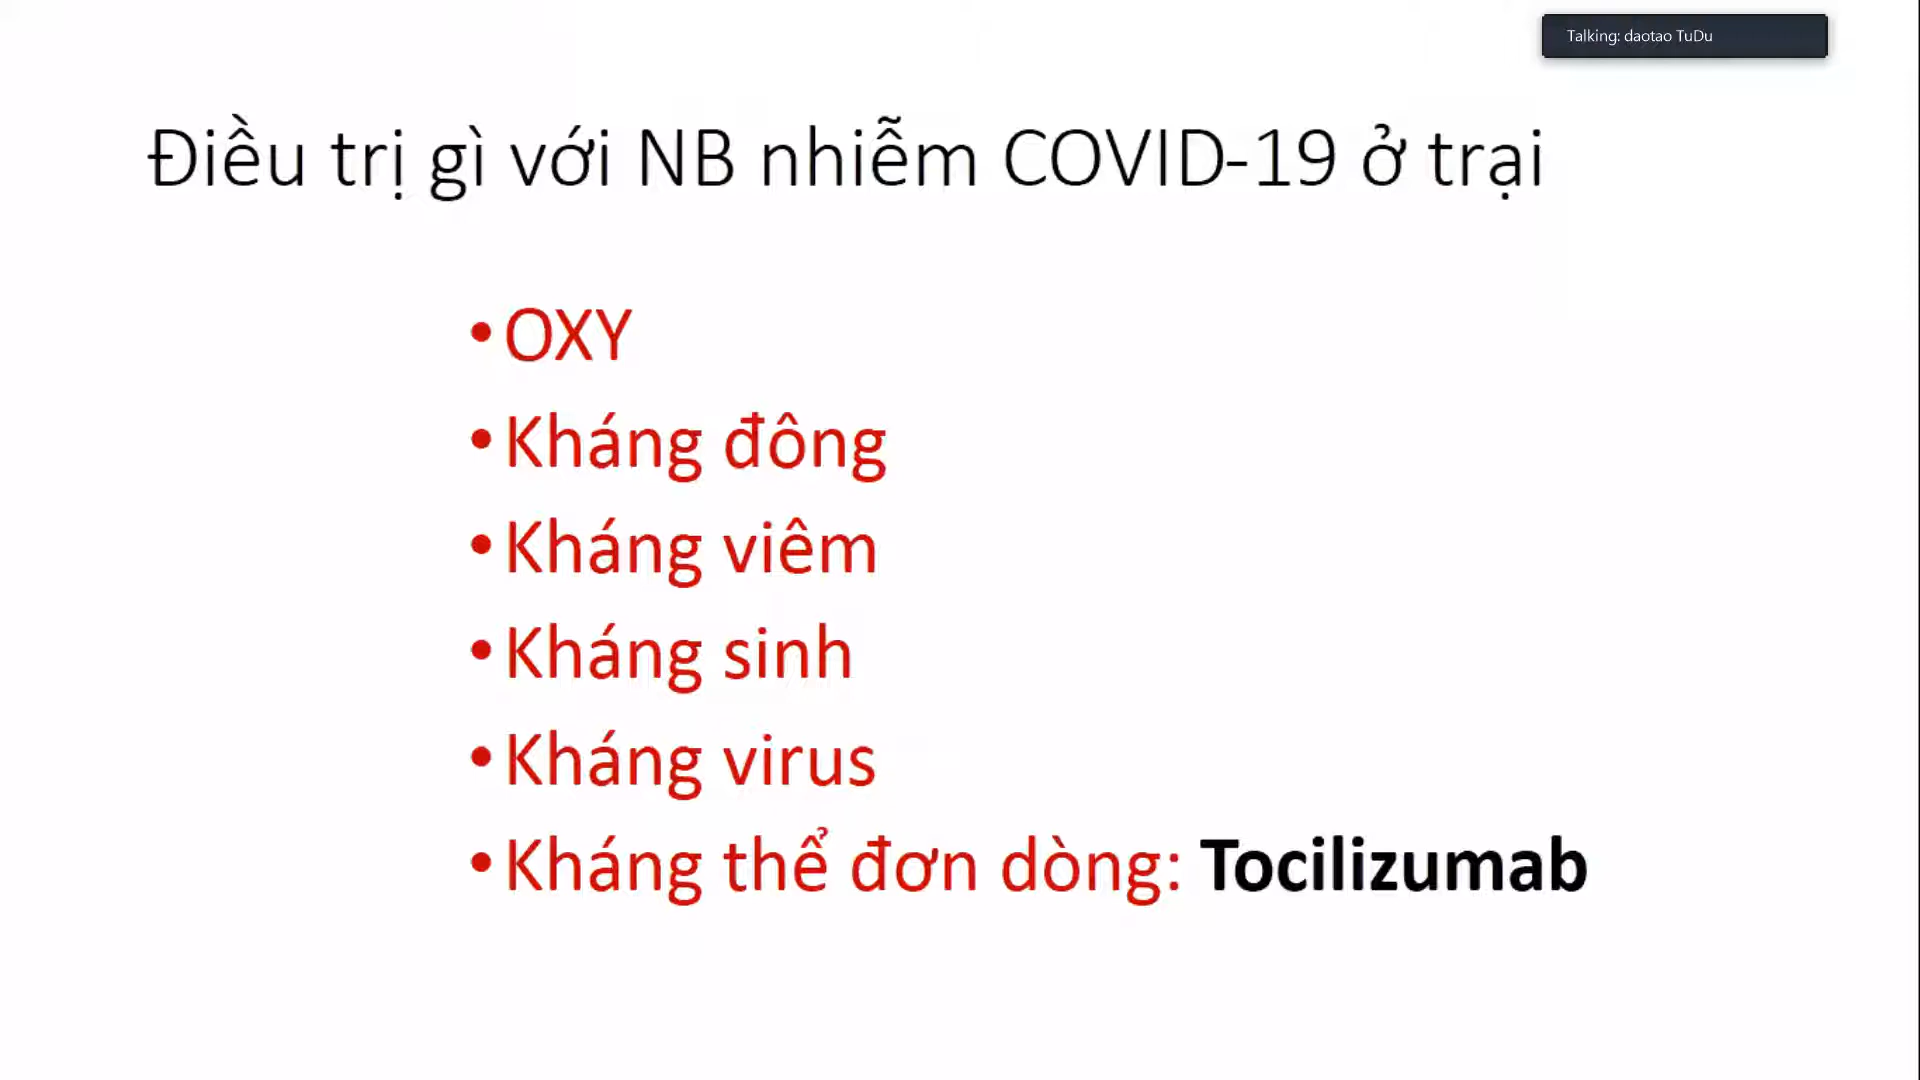 Talking: daotao TuDu
Điều trị gì với NB nhiễm COVID-19 ở trại
• OXY
• Kháng đông
• Kháng viêm
• Kháng sinh
• Kháng virus
• Kháng thể đơn dòng: Tocilizumab